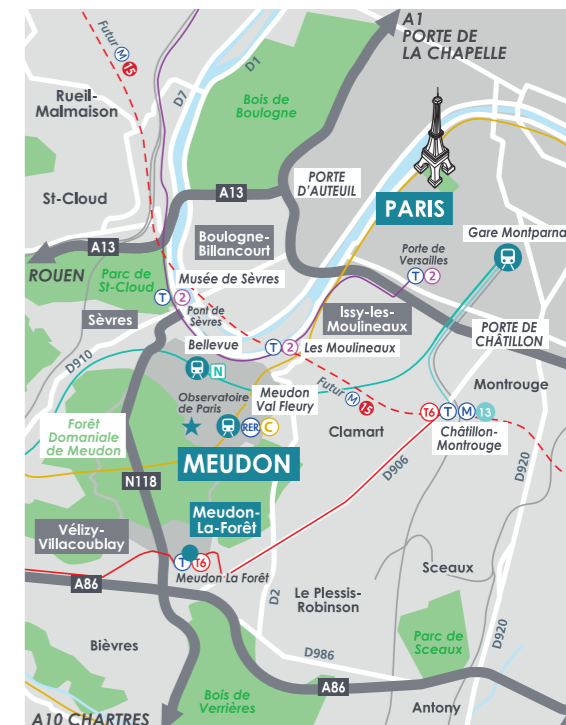 A1
PORTE DE
LA CHAPELLE
Futur M 15
D7
D1
Rueil-
Malmaison
Bois de
Boulogne
PORTE
D'AUTEUIL
A13
St-Cloud
PARIS
Gare Montparna
Boulogne-
Billancourt
Porte de
Versailles
T 2
A13
ROUEN
Parc de
St-Cloud
Musée de Sèvres
T 2
Pont de
Sèvres
Issy-les-
Moulineaux
Sèvres
PORTE DE
CHÂTILLON
Bellevue
T 2 Les Moulineaux
D910
N
Montrouge
Observatoire
de Paris
Meudon
Val Fleury
Futur M 15
T6 T M 13
RER C
Clamart
Châtillon-
Montrouge
Forêt
Domaniale
de Meudon
MEUDON
D906
D920
N118
Meudon-
La-Forêt
Vélizy-
Villacoublay
T T6
Meudon La Forêt
Sceaux
A86
D2
Le Plessis-
Robinson
Bièvres
D986
Parc de
Sceaux
D920
A86
Bois de
Verrières
Antony
A10 CHARTRES